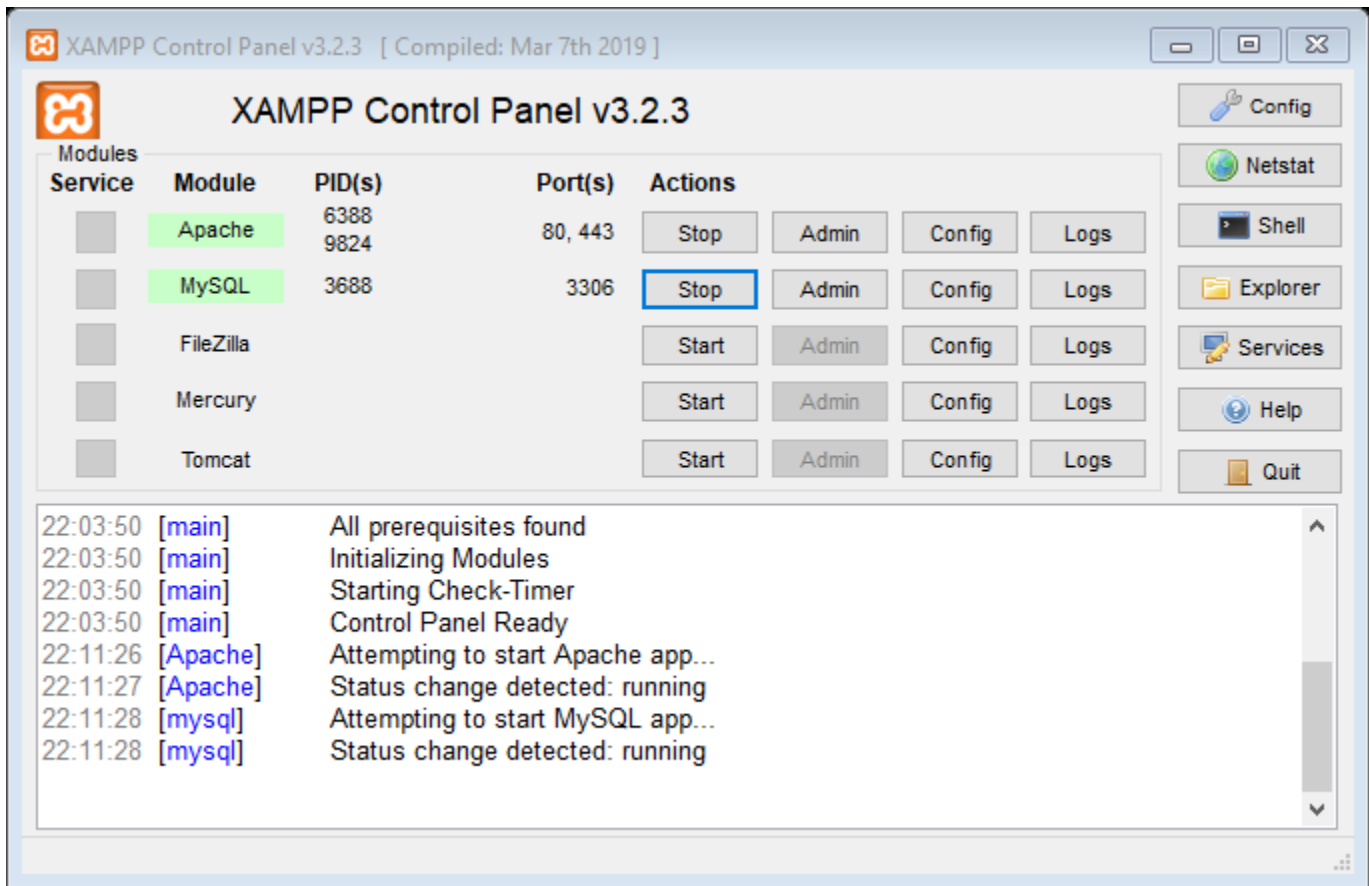 XAMPP Control Panel v3.2.3 [ Compiled: Mar 7th 2019 ]
XAMPP Control Panel v3.2.3
Config
Netstat
Shell
Explorer
Services
Help
Quit
Modules
Service Module PID(s) Port(s) Actions
Apache 6388 9824 80, 443 Stop Admin Config Logs
MySQL 3688 3306 Stop Admin Config Logs
FileZilla Start Admin Config Logs
Mercury Start Admin Config Logs
Tomcat Start Admin Config Logs
22:03:50 [main] All prerequisites found
22:03:50 [main] Initializing Modules
22:03:50 [main] Starting Check-Timer
22:03:50 [main] Control Panel Ready
22:11:26 [Apache] Attempting to start Apache app...
22:11:27 [Apache] Status change detected: running
22:11:28 [mysql] Attempting to start MySQL app...
22:11:28 [mysql] Status change detected: running